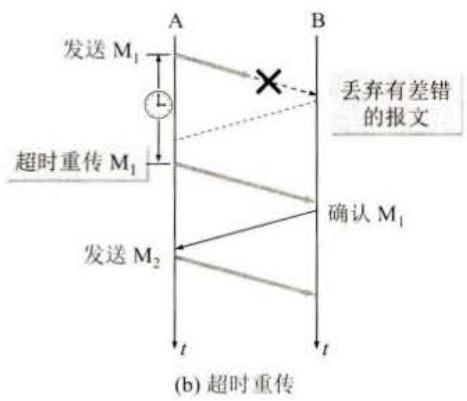 A
B
发送 M₁
丢弃有差错
的报文
超时重传 M₁
确认 M₁
发送 M₂
t
t
(b) 超时重传